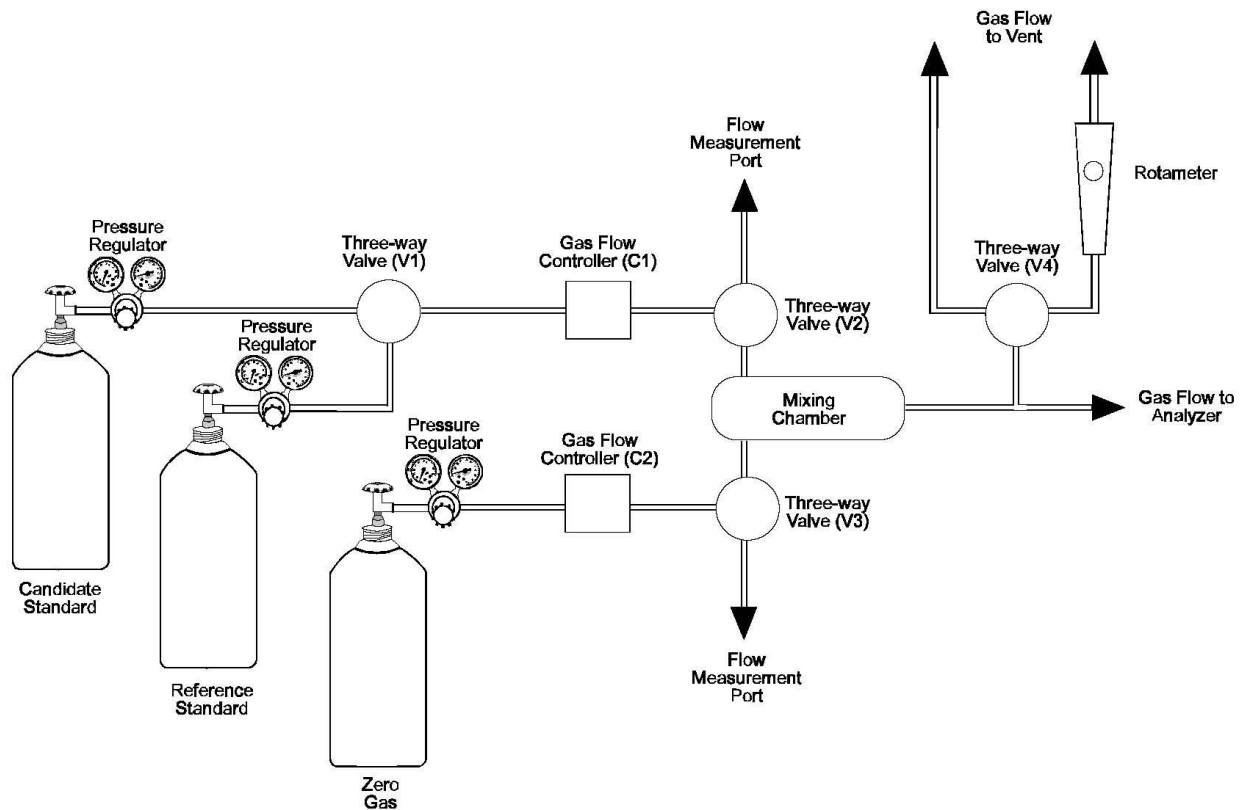 Gas Flow
to Vent
Flow
Measurement
Port
Rotameter
Pressure
Regulator
Three-way
Valve (V1)
Gas Flow
Controller (C1)
Three-way
Valve (V4)
Three-way
Valve (V2)
Pressure
Regulator
Mixing
Chamber
Gas Flow to
Analyzer
Pressure
Regulator
Gas Flow
Controller (C2)
Three-way
Valve (V3)
Candidate
Standard
Flow
Measurement
Port
Reference
Standard
Zero
Gas